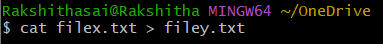 Rakshithasai@Rakshitha MINGW64 ~/OneDrive
$ cat filex.txt > filey.txt